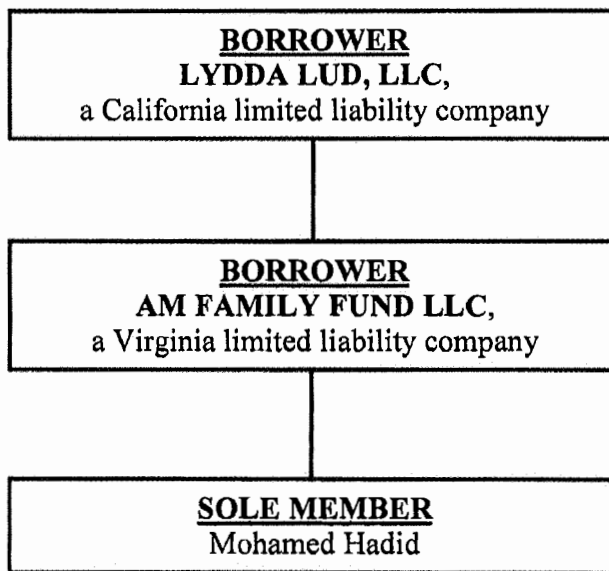 BORROWER
LYDDA LUD, LLC,
a California limited liability company
BORROWER
AM FAMILY FUND LLC,
a Virginia limited liability company
SOLE MEMBER
Mohamed Hadid